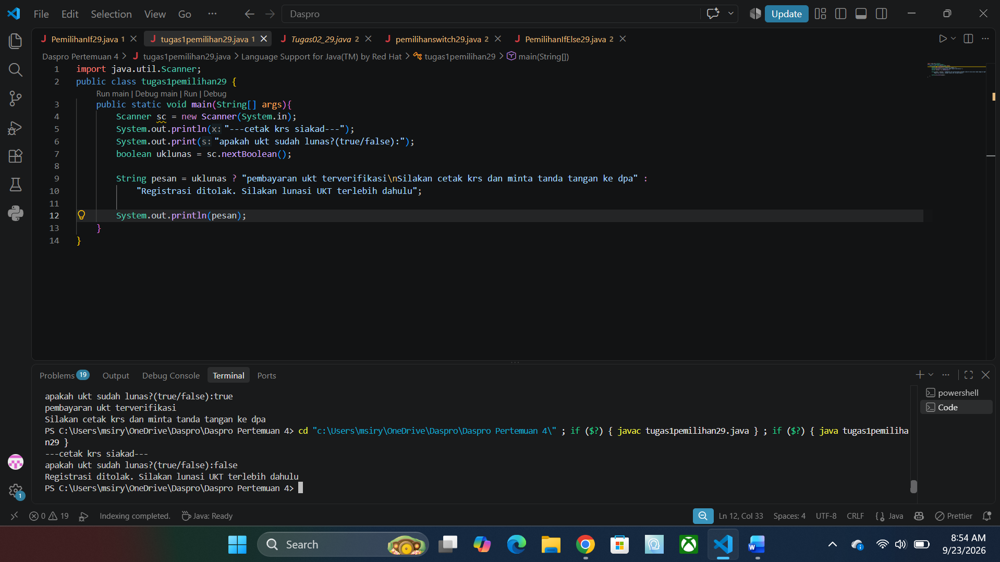 File Edit Selection View Go ··· Daspro Update
PemilihanIf29.java 1 tugas1pemilihan29.java 1 Tugas02_29.java 2 pemilihanswitch29.java 2 PemilihanIfElse29.java 2
Daspro Pertemuan 4 > tugas1pemilihan29.java > Language Support for Java(TM) by Red Hat > tugas1pemilihan29 > main(String[])
1 import java.util.Scanner;
2 public class tugas1pemilihan29 {
Run main | Debug main | Run | Debug
3 public static void main(String[] args){
4 Scanner sc = new Scanner(System.in);
5 System.out.println(x: "---cetak krs siakad---");
6 System.out.print(s: "apakah ukt sudah lunas?(true/false):");
7 boolean uklunas = sc.nextBoolean();
8
9 String pesan = uklunas ? "pembayaran ukt terverifikasi\nSilakan cetak krs dan minta tanda tangan ke dpa" :
10 "Registrasi ditolak. Silakan lunasi UKT terlebih dahulu";
11
12 System.out.println(pesan);
13 }
14 }
Problems 19 Output Debug Console Terminal Ports
apakah ukt sudah lunas?(true/false):true
pembayaran ukt terverifikasi
Silakan cetak krs dan minta tanda tangan ke dpa
PS C:\Users\msiry\OneDrive\Daspro\Daspro Pertemuan 4> cd "c:\Users\msiry\OneDrive\Daspro\Daspro Pertemuan 4\" ; if ($?) { javac tugas1pemilihan29.java } ; if ($?) { java tugas1pemiliha
n29 }
---cetak krs siakad---
apakah ukt sudah lunas?(true/false):false
Registrasi ditolak. Silakan lunasi UKT terlebih dahulu
PS C:\Users\msiry\OneDrive\Daspro\Daspro Pertemuan 4>
powershell
Code
1
0 19 Indexing completed. Java: Ready Ln 12, Col 33 Spaces: 4 UTF-8 CRLF {} Java Prettier
Search
8:54 AM
9/23/2026